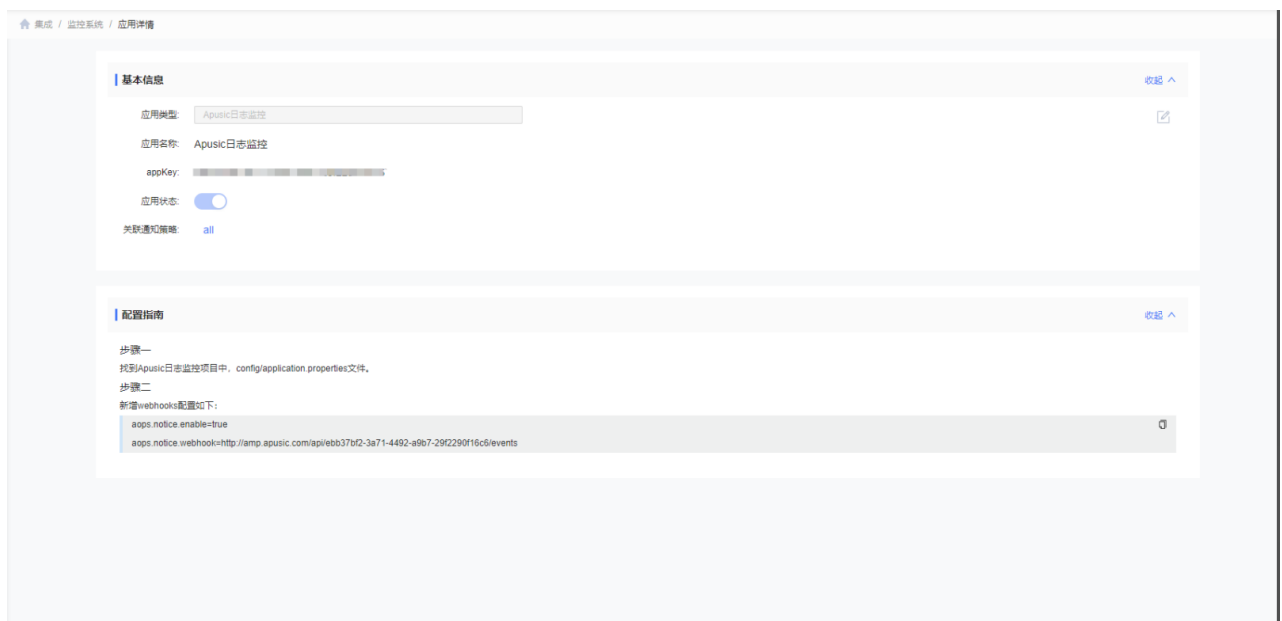 集成 / 监控系统 / 应用详情
基本信息
收起
应用类型: Apusic日志监控
应用名称: Apusic日志监控
appKey:
应用状态:
关联通知策略: all
配置指南
收起
步骤一
找到Apusic日志监控项目中，config/application.properties文件。
步骤二
新增webhooks配置如下：
aops.notice.enable=true
aops.notice.webhook=http://amp.apusic.com/api/ebb37bf2-3a71-4492-a9b7-29f2290f16c6/events